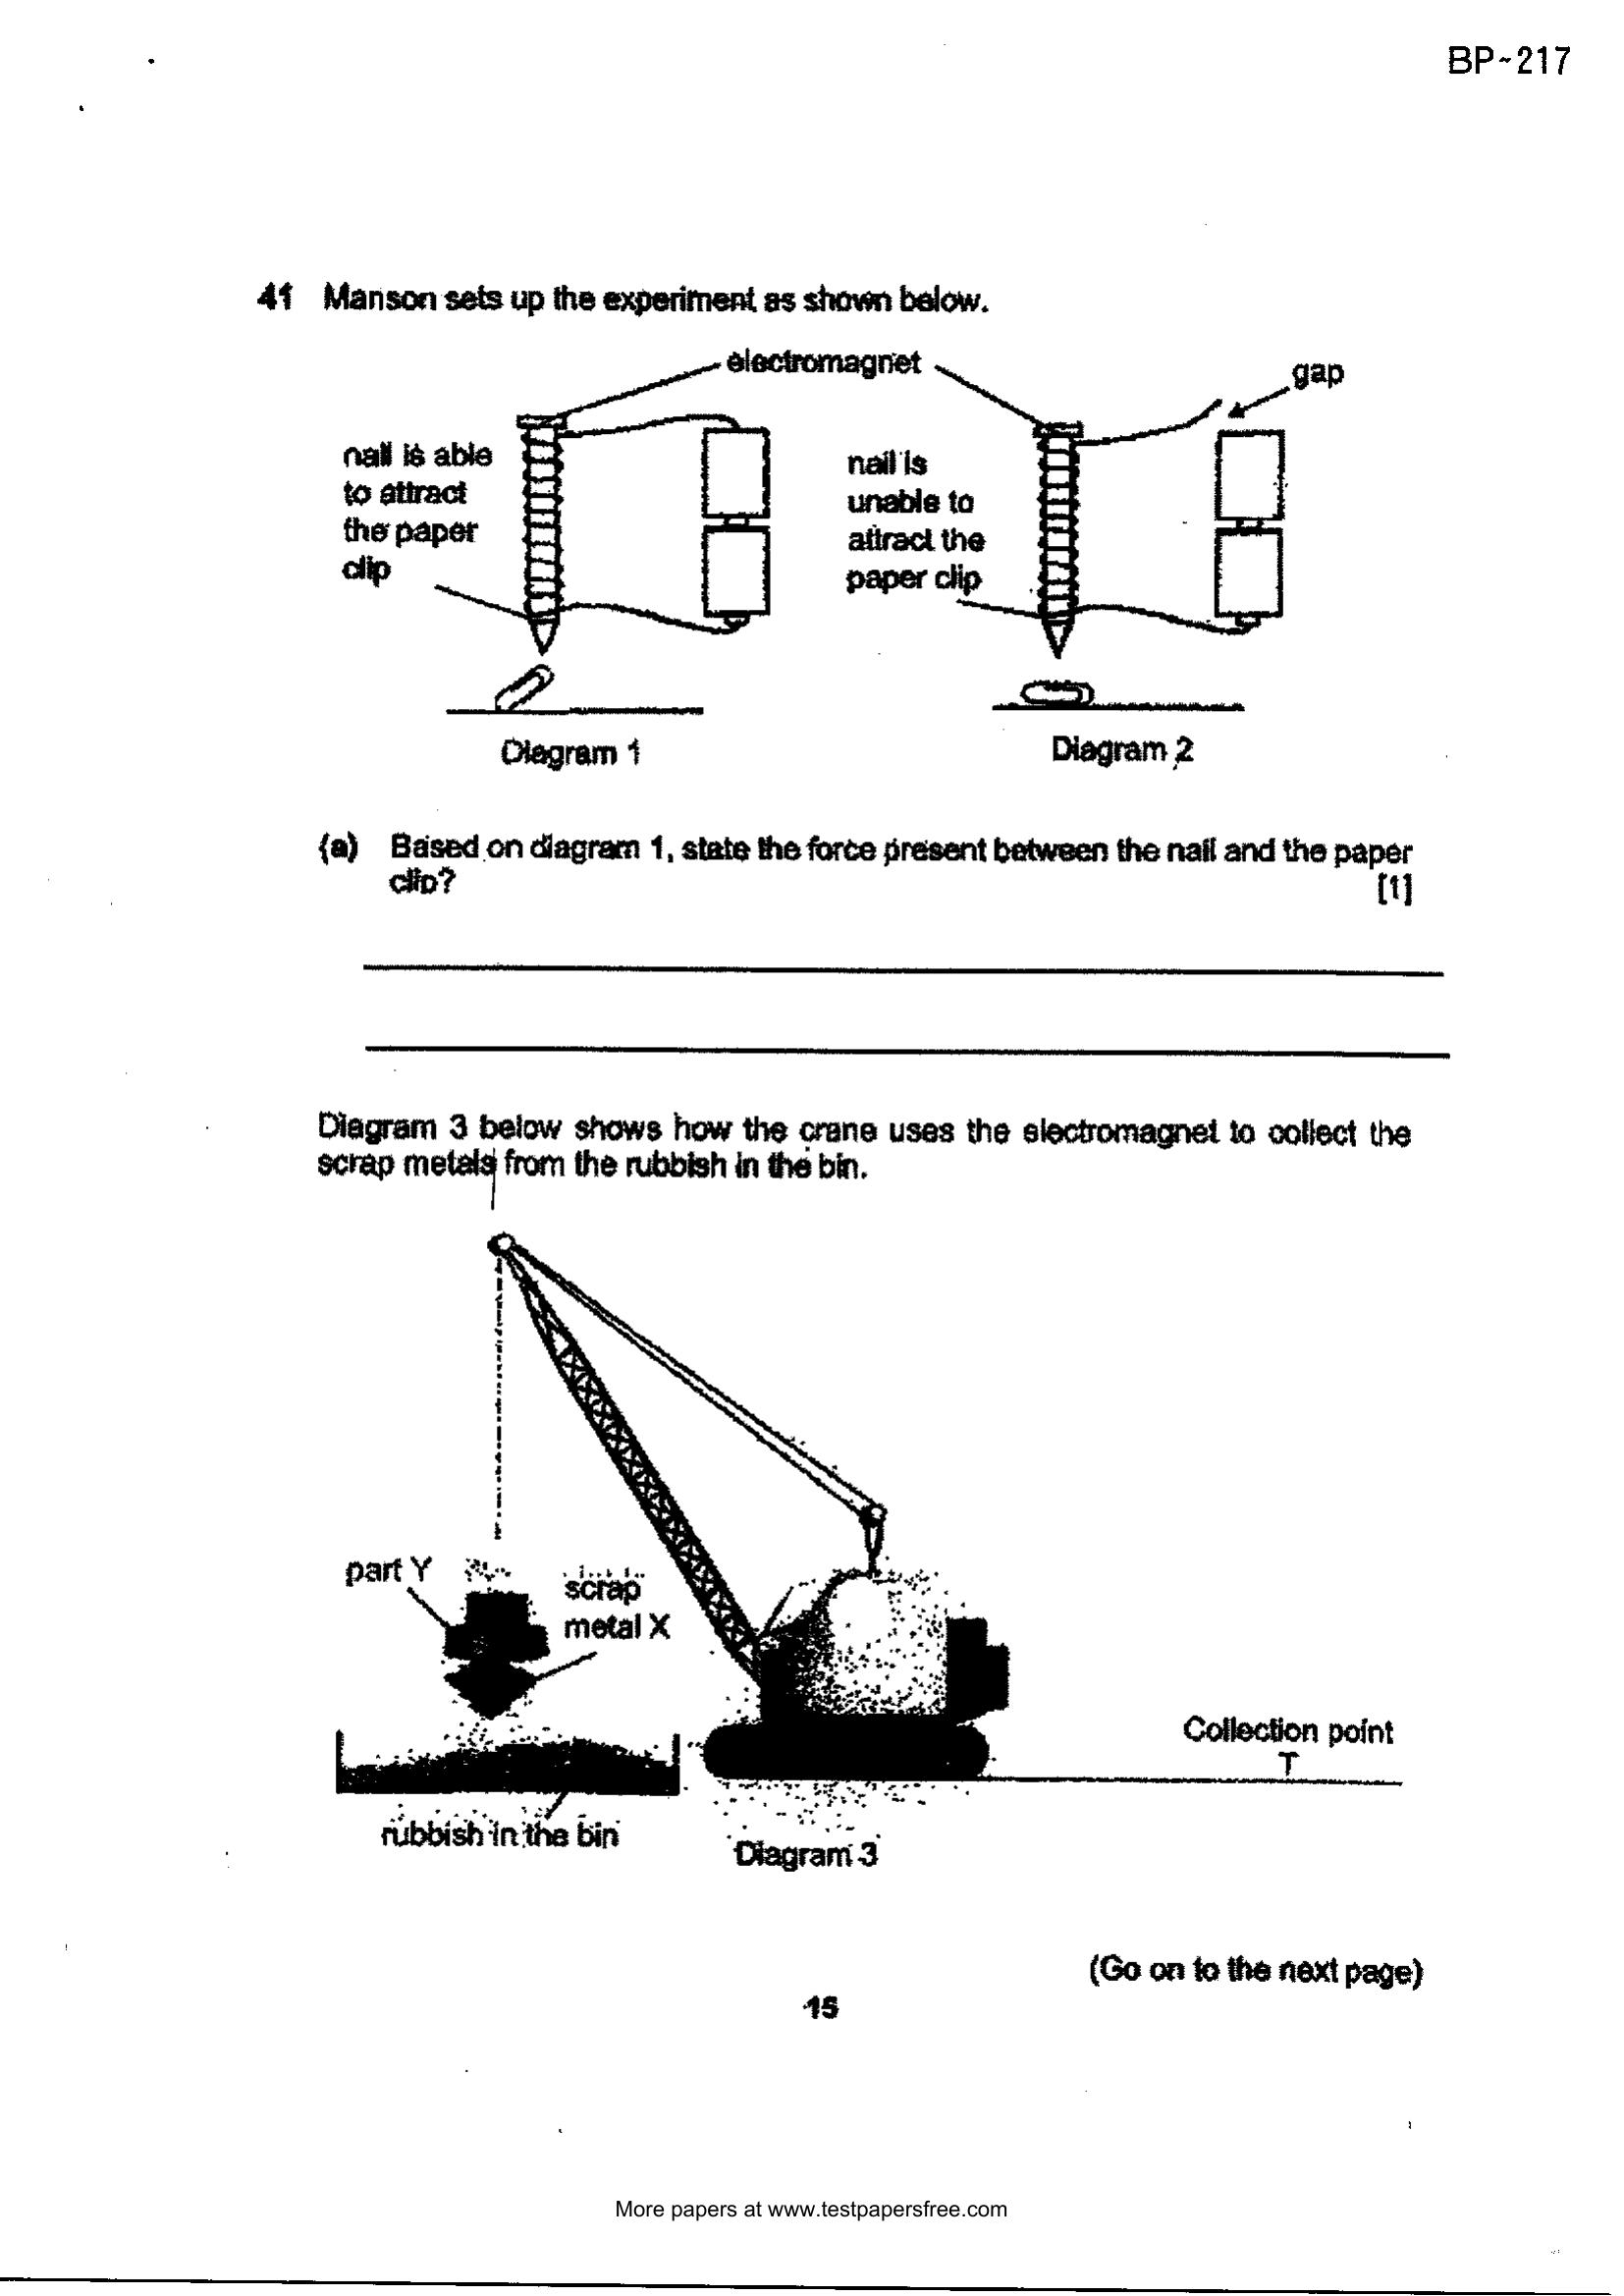 BP~217
41 Manson sets up the experiment as shown below.
electromagnet
gap
nail is able
to attract
the paper
clip
nail is
unable to
attract the
paper clip
Diagram 1
Diagram 2
(a) Based on diagram 1, state the force present between the nail and the paper
clip?
[1]
Diagram 3 below shows how the crane uses the electromagnet to collect the
scrap metals from the rubbish in the bin.
part Y
scrap
metal X
Collection point
T
rubbish in the bin
Diagram 3
(Go on to the next page)
15
More papers at www.testpapersfree.com